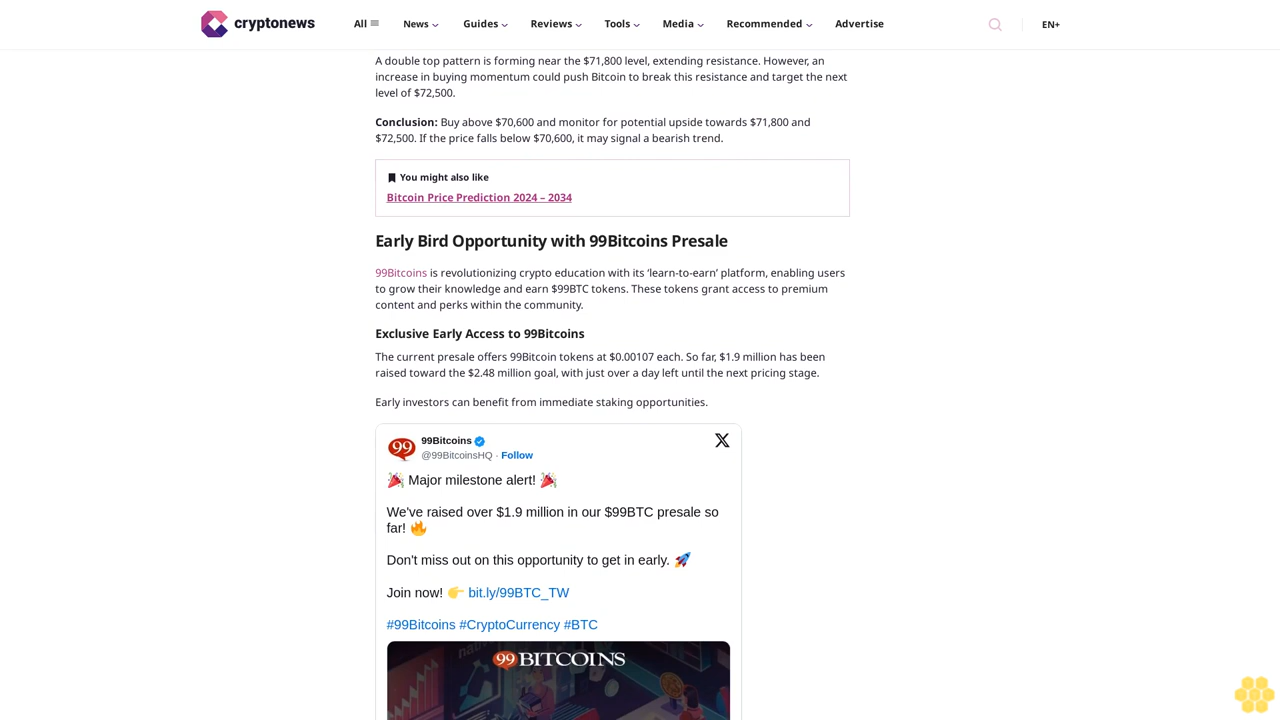 cryptonews
All News Guides Reviews Tools Media Recommended Advertise EN+
A double top pattern is forming near the $71,800 level, extending resistance. However, an
increase in buying momentum could push Bitcoin to break this resistance and target the next
level of $72,500.
Conclusion: Buy above $70,600 and monitor for potential upside towards $71,800 and
$72,500. If the price falls below $70,600, it may signal a bearish trend.
You might also like
Bitcoin Price Prediction 2024 – 2034
Early Bird Opportunity with 99Bitcoins Presale
99Bitcoins is revolutionizing crypto education with its ‘learn-to-earn’ platform, enabling users
to grow their knowledge and earn $99BTC tokens. These tokens grant access to premium
content and perks within the community.
Exclusive Early Access to 99Bitcoins
The current presale offers 99Bitcoin tokens at $0.00107 each. So far, $1.9 million has been
raised toward the $2.48 million goal, with just over a day left until the next pricing stage.
Early investors can benefit from immediate staking opportunities.
99
99Bitcoins
@99BitcoinsHQ · Follow
🎉 Major milestone alert! 🎉
We've raised over $1.9 million in our $99BTC presale so
far! 🔥
Don't miss out on this opportunity to get in early. 🚀
Join now! 👉 bit.ly/99BTC_TW
#99Bitcoins #CryptoCurrency #BTC
99BITCOINS